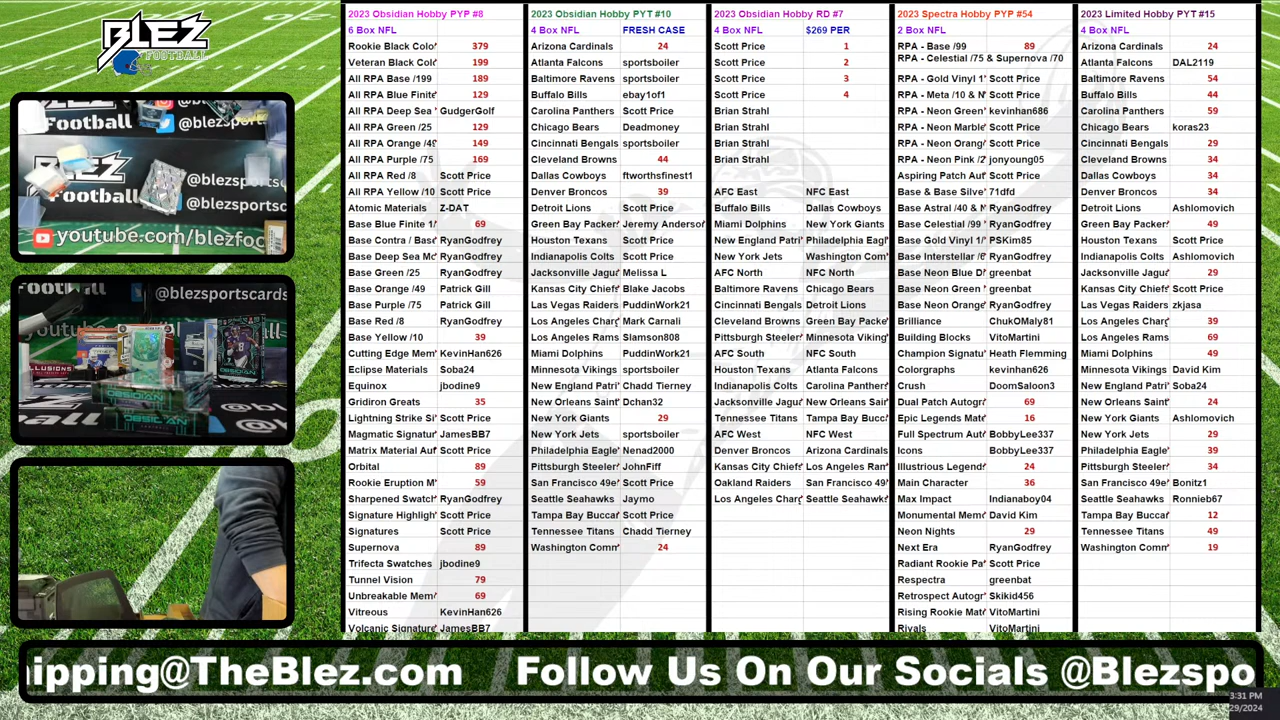 BLEZ
FOOTBALL
2023 Obsidian Hobby PYP #8
6 Box NFL
Rookie Black Colo 379
Veteran Black Col 199
All RPA Base /199 189
All RPA Blue Finite 129
All RPA Deep Sea GudgerGolf
All RPA Green /25 129
All RPA Orange /49 149
All RPA Purple /75 169
All RPA Red /8 Scott Price
All RPA Yellow /10 Scott Price
Atomic Materials Z-DAT
Base Blue Finite 1/ 69
Base Contra / Base RyanGodfrey
Base Deep Sea Mo RyanGodfrey
Base Green /25 RyanGodfrey
Base Orange /49 Patrick Gill
Base Purple /75 Patrick Gill
Base Red /8 RyanGodfrey
Base Yellow /10 39
Cutting Edge Mem KevinHan626
Eclipse Materials Soba24
Equinox jbodine9
Gridiron Greats 35
Lightning Strike Si Scott Price
Magmatic Signatur JamesBB7
Matrix Material Aut Scott Price
Orbital 89
Rookie Eruption M 59
Sharpened Swatch RyanGodfrey
Signature Highligh Scott Price
Signatures Scott Price
Supernova 89
Trifecta Swatches jbodine9
Tunnel Vision 79
Unbreakable Mem 69
Vitreous KevinHan626
Volcanic Signature JamesBB7
2023 Obsidian Hobby PYT #10
4 Box NFL FRESH CASE
Arizona Cardinals 24
Atlanta Falcons sportsboiler
Baltimore Ravens sportsboiler
Buffalo Bills ebay1of1
Carolina Panthers Scott Price
Chicago Bears Deadmoney
Cincinnati Bengals sportsboiler
Cleveland Browns 44
Dallas Cowboys ftworthsfinest1
Denver Broncos 39
Detroit Lions Scott Price
Green Bay Packer Jeremy Anderson
Houston Texans Scott Price
Indianapolis Colts Scott Price
Jacksonville Jagu Melissa L
Kansas City Chiefs Blake Jacobs
Las Vegas Raiders PuddinWork21
Los Angeles Charg Mark Carnali
Los Angeles Rams Slamson808
Miami Dolphins PuddinWork21
Minnesota Vikings sportsboiler
New England Patri Chadd Tierney
New Orleans Saint Dchan32
New York Giants 29
New York Jets sportsboiler
Philadelphia Eagle Nenad2000
Pittsburgh Steeler JohnFiff
San Francisco 49e Scott Price
Seattle Seahawks Jaymo
Tampa Bay Buccar Scott Price
Tennessee Titans Chadd Tierney
Washington Comm 24
2023 Obsidian Hobby RD #7
4 Box NFL $269 PER
Scott Price 1
Scott Price 2
Scott Price 3
Scott Price 4
Brian Strahl
Brian Strahl
Brian Strahl
Brian Strahl
AFC East NFC East
Buffalo Bills Dallas Cowboys
Miami Dolphins New York Giants
New England Patri Philadelphia Eagl
New York Jets Washington Com
AFC North NFC North
Baltimore Ravens Chicago Bears
Cincinnati Bengals Detroit Lions
Cleveland Browns Green Bay Packe
Pittsburgh Steeler Minnesota Viking
AFC South NFC South
Houston Texans Atlanta Falcons
Indianapolis Colts Carolina Panther
Jacksonville Jagu New Orleans Sain
Tennessee Titans Tampa Bay Bucc
AFC West NFC West
Denver Broncos Arizona Cardinals
Kansas City Chiefs Los Angeles Ran
Oakland Raiders San Francisco 49
Los Angeles Charg Seattle Seahawk
2023 Spectra Hobby PYP #54
2 Box NFL
RPA - Base /99 89
RPA - Celestial /75 & Supernova /70
RPA - Gold Vinyl 1 Scott Price
RPA - Meta /10 & N Scott Price
RPA - Neon Green kevinhan686
RPA - Neon Marble Scott Price
RPA - Neon Orang Scott Price
RPA - Neon Pink /2 jonyoung05
Aspiring Patch Aut Scott Price
Base & Base Silve 71dfd
Base Astral /40 & N RyanGodfrey
Base Celestial /99 RyanGodfrey
Base Gold Vinyl 1/ PSKim85
Base Interstellar /6 RyanGodfrey
Base Neon Blue D greenbat
Base Neon Green greenbat
Base Neon Orange RyanGodfrey
Brilliance ChukOMaly81
Building Blocks VitoMartini
Champion Signatu Heath Flemming
Colorgraphs kevinhan626
Crush DoomSaloon3
Dual Patch Autogr 69
Epic Legends Mat 16
Full Spectrum Aut BobbyLee337
Icons BobbyLee337
Illustrious Legend 24
Main Character 36
Max Impact Indianaboy04
Monumental Mem David Kim
Neon Nights 29
Next Era RyanGodfrey
Radiant Rookie Pa Scott Price
Respectra greenbat
Retrospect Autogr Skikid456
Rising Rookie Mat VitoMartini
Rivals VitoMartini
2023 Limited Hobby PYT #15
4 Box NFL
Arizona Cardinals 24
Atlanta Falcons DAL2119
Baltimore Ravens 54
Buffalo Bills 44
Carolina Panthers 59
Chicago Bears koras23
Cincinnati Bengals 29
Cleveland Browns 34
Dallas Cowboys 34
Denver Broncos 34
Detroit Lions Ashlomovich
Green Bay Packer 49
Houston Texans Scott Price
Indianapolis Colts Ashlomovich
Jacksonville Jagu 29
Kansas City Chiefs Scott Price
Las Vegas Raiders zkjasa
Los Angeles Charg 39
Los Angeles Rams 69
Miami Dolphins 49
Minnesota Vikings David Kim
New England Patri Soba24
New Orleans Saint 24
New York Giants Ashlomovich
New York Jets 29
Philadelphia Eagle 39
Pittsburgh Steeler 34
San Francisco 49e Bonitz1
Seattle Seahawks Ronnieb67
Tampa Bay Buccar 12
Tennessee Titans 49
Washington Comm 19
Football
@blezsports
@blezsportsc
@blezsportsc
youtube.com/blezfoo
@blezsportscards
ILLUSIONS
OBSIDIAN
ipping@TheBlez.com Follow Us On Our Socials @Blezspo
3:31 PM
29/2024